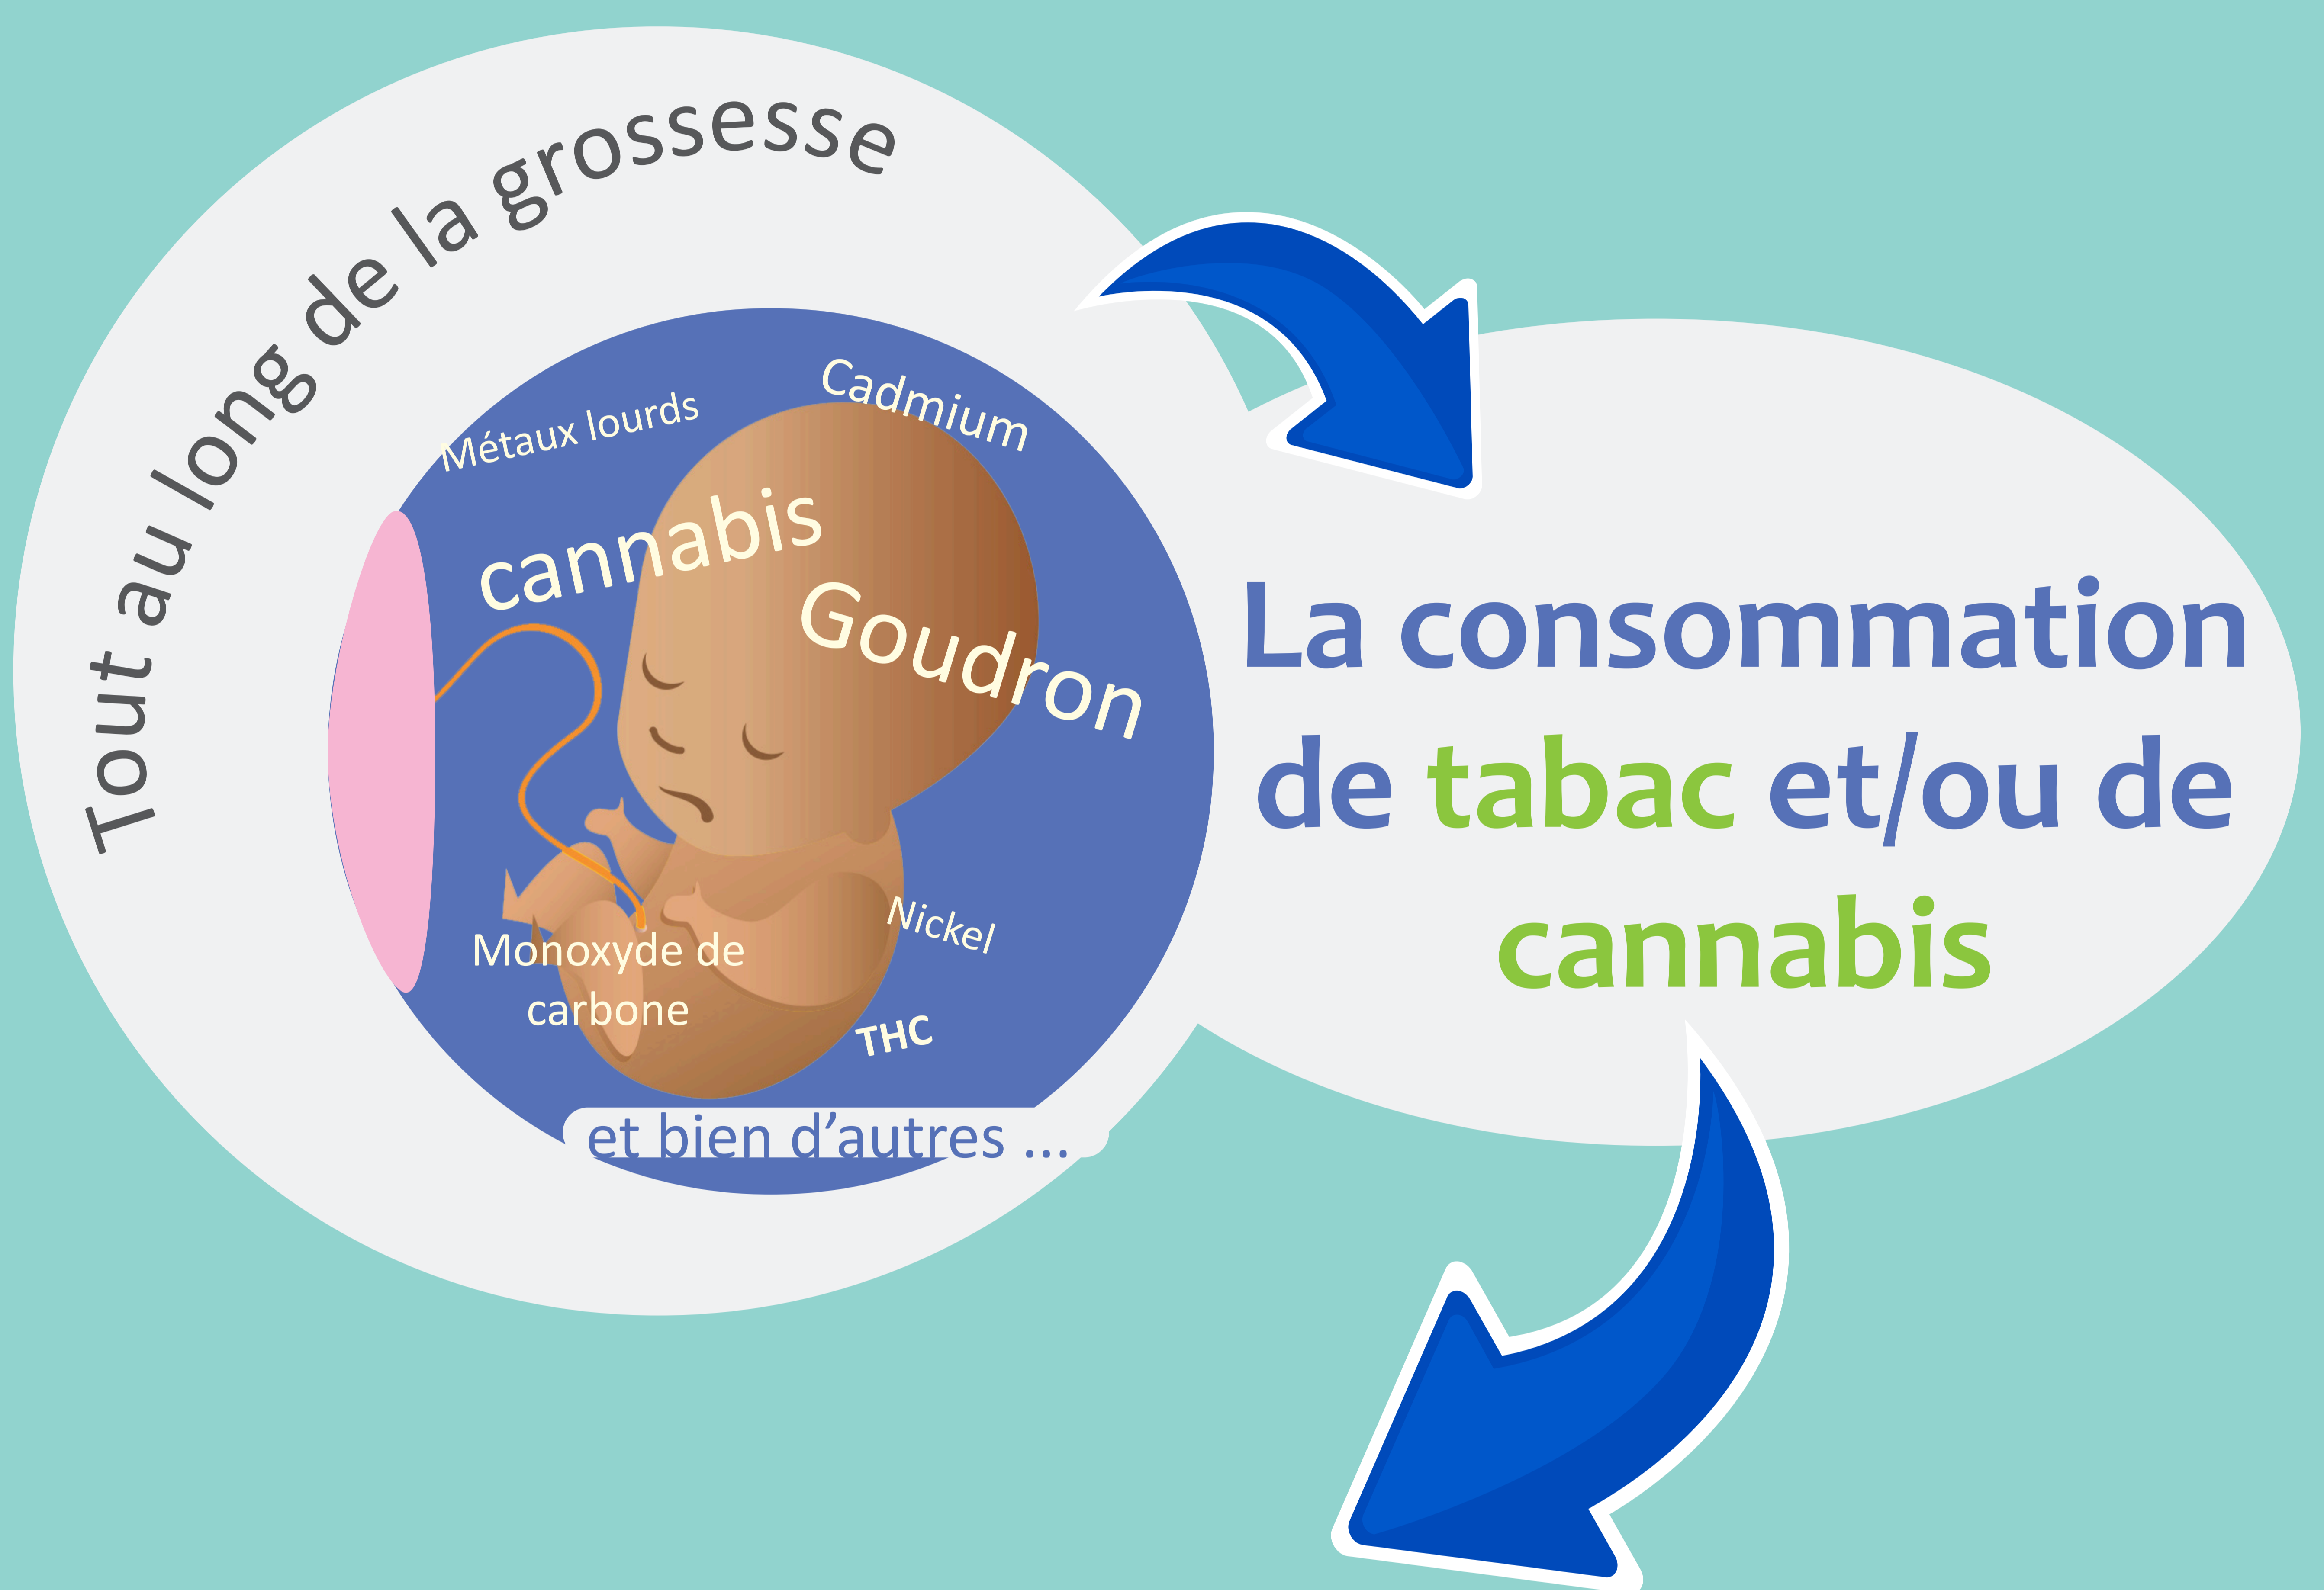 Tout au long de la grossesse
Métaux lourds
Cadmium
cannabis
Goudron
Nickel
Monoxyde de
carbone
THC
et bien d’autres ...
La consommation
de tabac et/ou de
cannabis